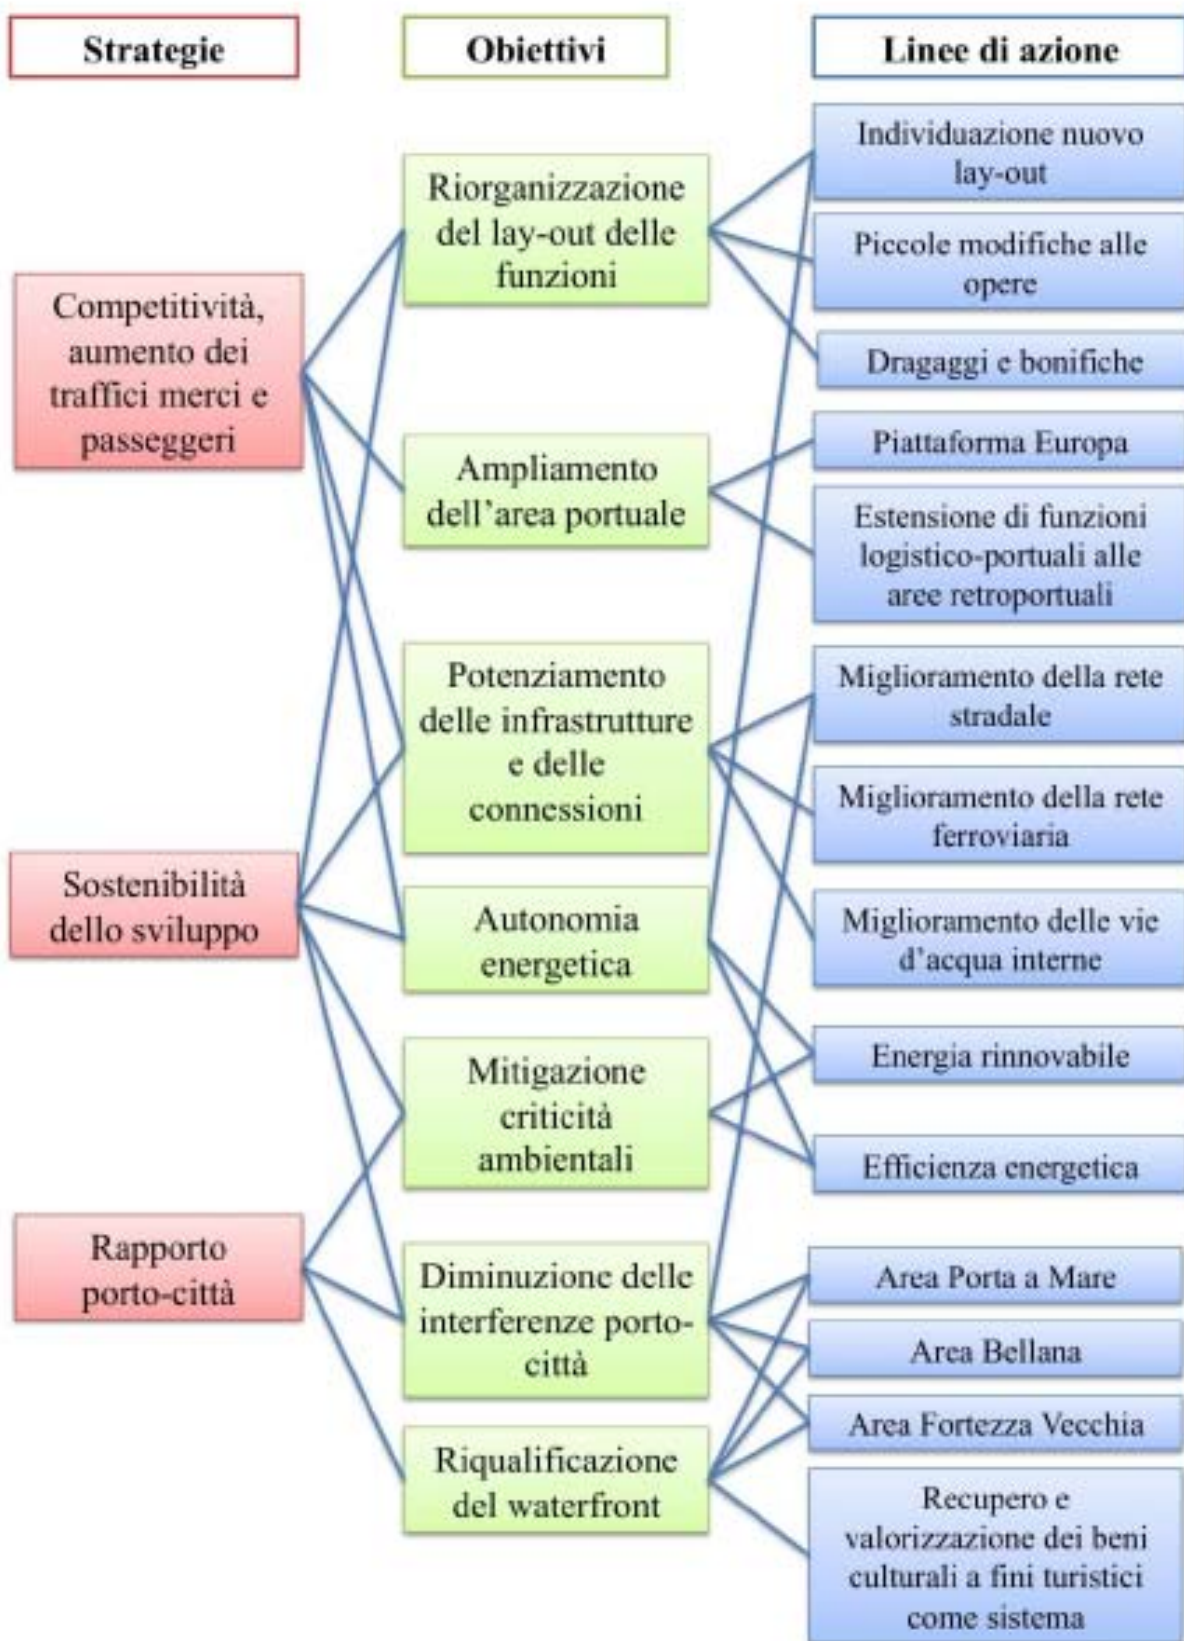 Strategie
Obiettivi
Linee di azione
Competitività,
aumento dei
traffici merci e
passeggeri
Sostenibilità
dello sviluppo
Rapporto
porto-città
Riorganizzazione
del lay-out delle
funzioni
Ampliamento
dell'area portuale
Potenziamento
delle infrastrutture
e delle
connessioni
Autonomia
energetica
Mitigazione
criticità
ambientali
Diminuzione delle
interferenze porto-
città
Riqualificazione
del waterfront
Individuazione nuovo
lay-out
Piccole modifiche alle
opere
Dragaggi e bonifiche
Piattaforma Europa
Estensione di funzioni
logistico-portuali alle
aree retroportuali
Miglioramento della rete
stradale
Miglioramento della rete
ferroviaria
Miglioramento delle vie
d'acqua interne
Energia rinnovabile
Efficienza energetica
Area Porta a Mare
Area Bellana
Area Fortezza Vecchia
Recupero e
valorizzazione dei beni
culturali a fini turistici
come sistema